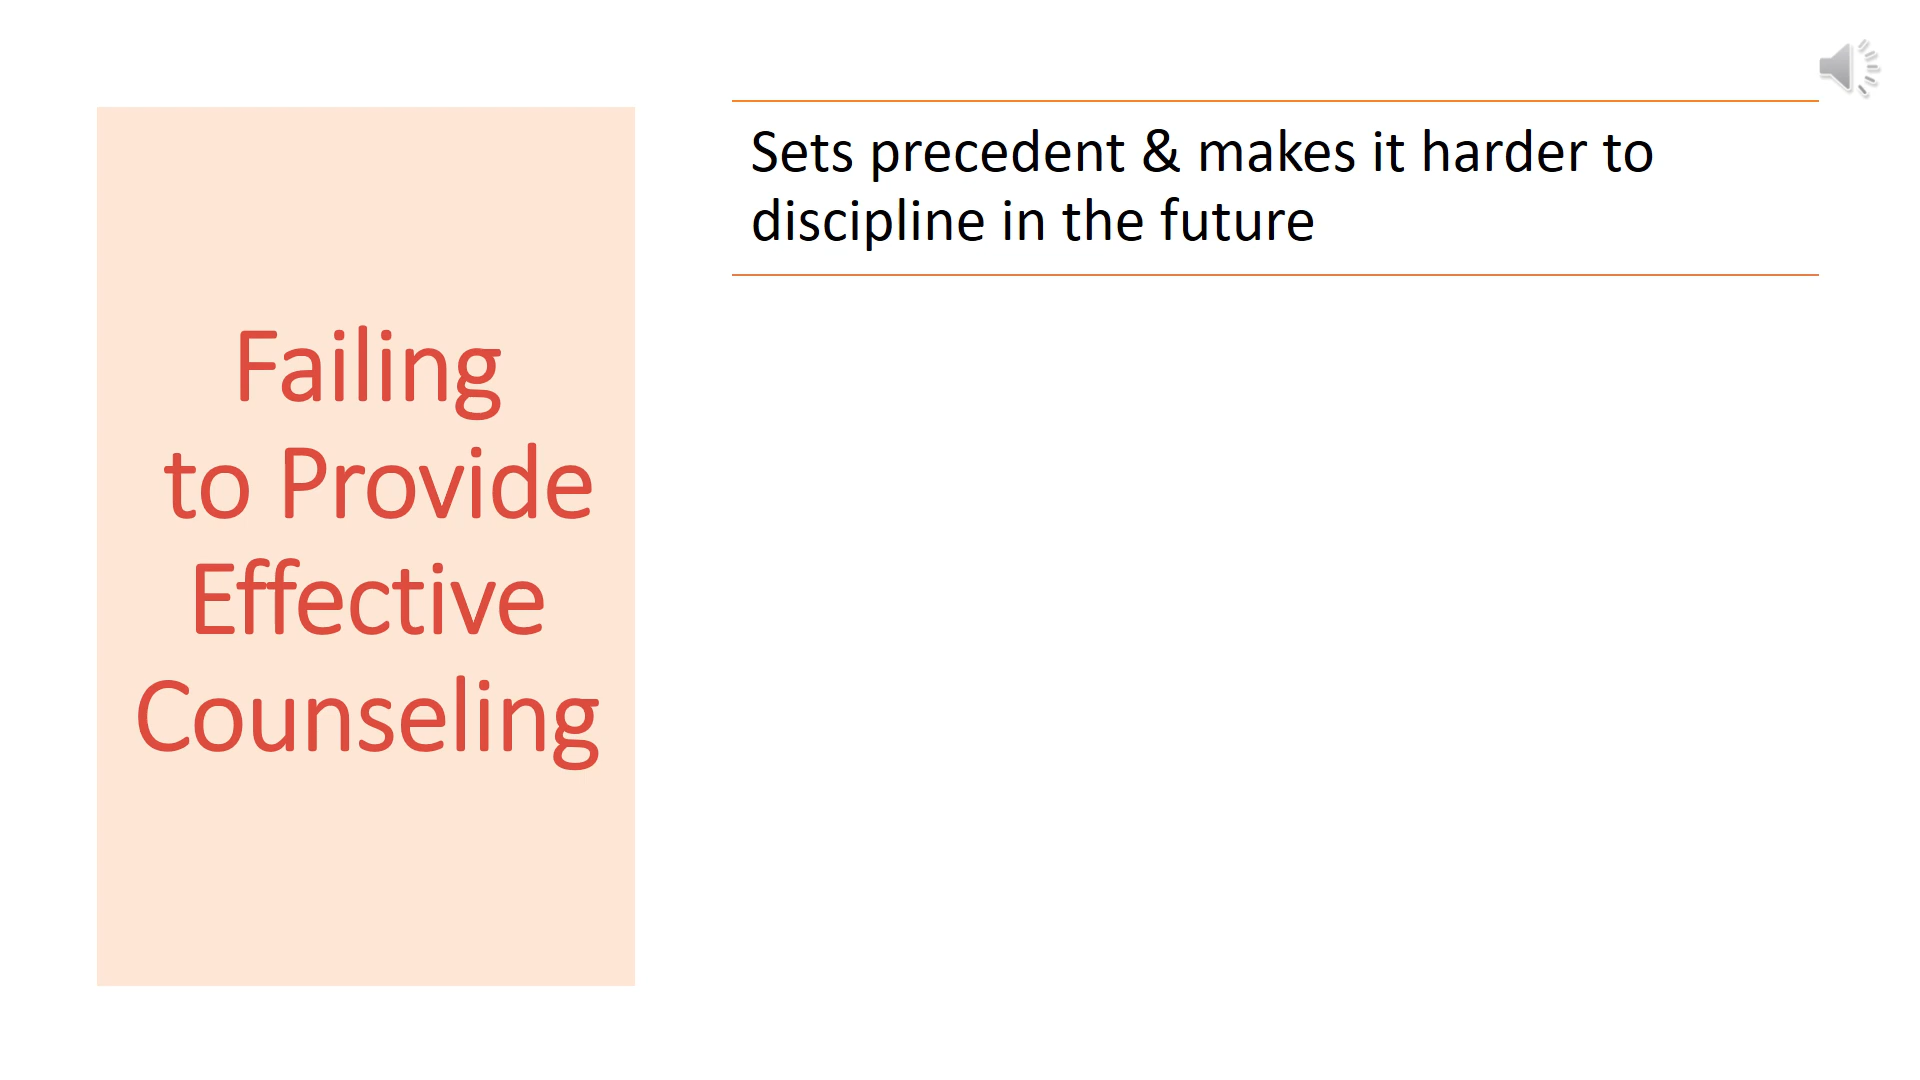 Failing
to Provide
Effective
Counseling
Sets precedent & makes it harder to
discipline in the future